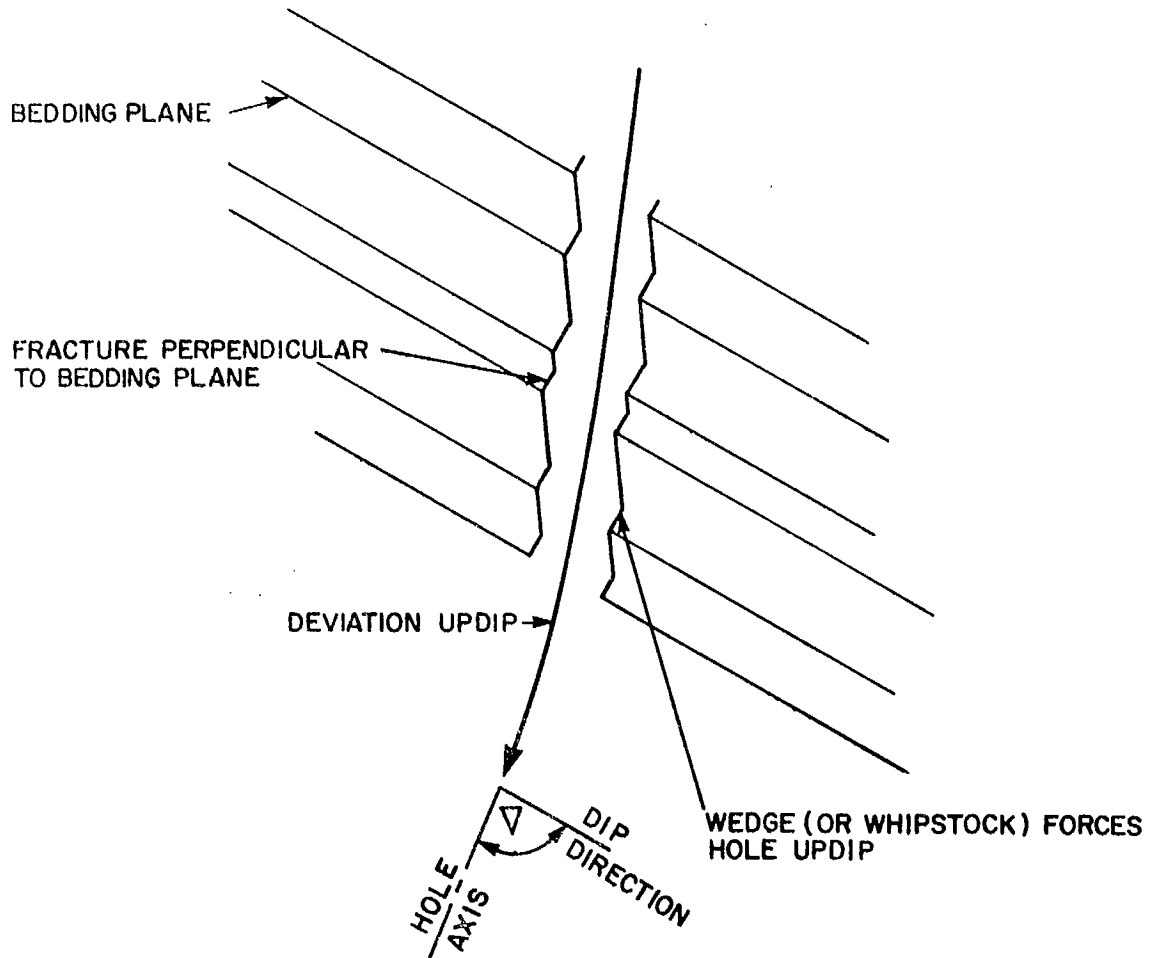 BEDDING PLANE
FRACTURE PERPENDICULAR
TO BEDDING PLANE
DEVIATION UPDIP
WEDGE (OR WHIPSTOCK) FORCES
HOLE UPDIP
Δ
DIP
DIRECTION
HOLE
AXIS